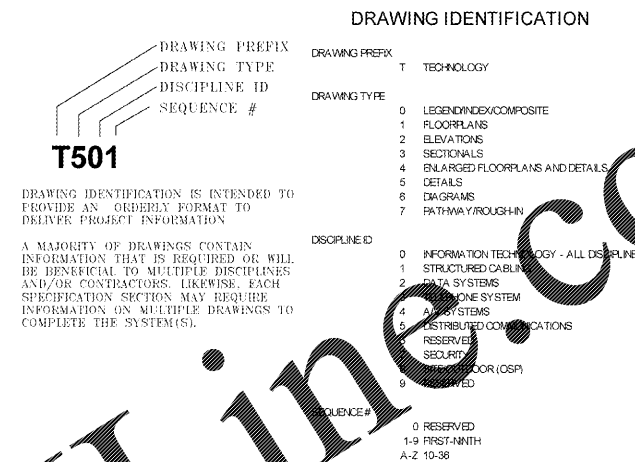 DRAWING IDENTIFICATION
DRAWING PREFIX
DRAWING TYPE
DISCIPLINE ID
SEQUENCE #
T501
DRAWING IDENTIFICATION IS INTENDED TO
PROVIDE AN ORDERLY FORMAT TO
DELIVER PROJECT INFORMATION
A MAJORITY OF DRAWINGS CONTAIN
INFORMATION THAT IS REQUIRED OR WILL
BE BENEFICIAL TO MULTIPLE DISCIPLINES
AND/OR CONTRACTORS. LIKEWISE, EACH
SPECIFICATION SECTION MAY REQUIRE
INFORMATION ON MULTIPLE DRAWINGS TO
COMPLETE THE SYSTEM(S).
DRAWING PREFIX
T TECHNOLOGY
DRAWING TYPE
0 LEGEND/INDEX/COMPOSITE
1 FLOORPLANS
2 ELEVATIONS
3 SECTIONALS
4 ENLARGED FLOORPLANS AND DETAILS
5 DETAILS
6 DIAGRAMS
7 PATHWAY/ROUGH-IN
DISCIPLINE ID
0 INFORMATION TECHNOLOGY - ALL DISCIPLINE
1 STRUCTURED CABLING
2 DATA SYSTEMS
3 TELEPHONE SYSTEM
4 A/V SYSTEMS
5 DISTRIBUTED COMMUNICATIONS
RESERVED
SECURITY
(OSP)
9 RESERVED
SEQUENCE #
0 RESERVED
1-9 FIRST-NINTH
A-Z 10-36
ine.co